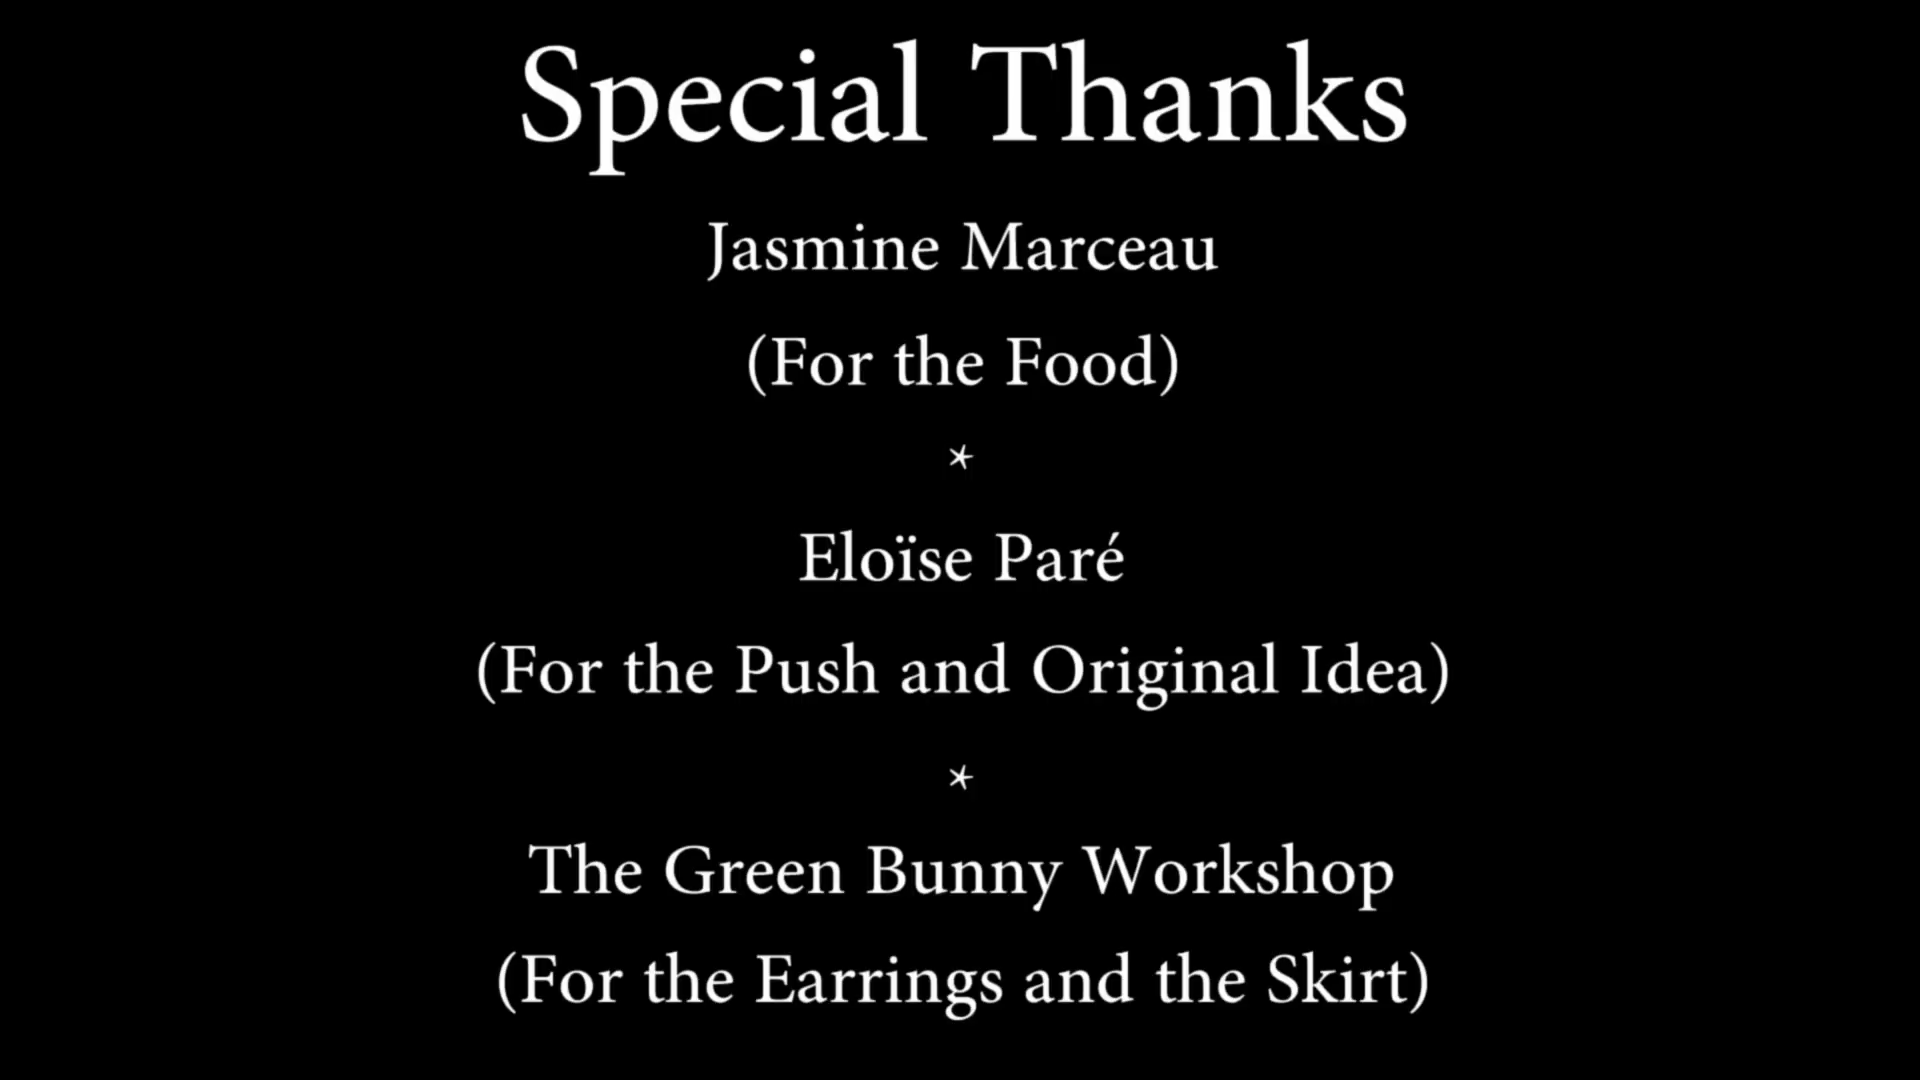 Special Thanks
Jasmine Marceau
(For the Food)
*
Eloïse Paré
(For the Push and Original Idea)
*
The Green Bunny Workshop
(For the Earrings and the Skirt)